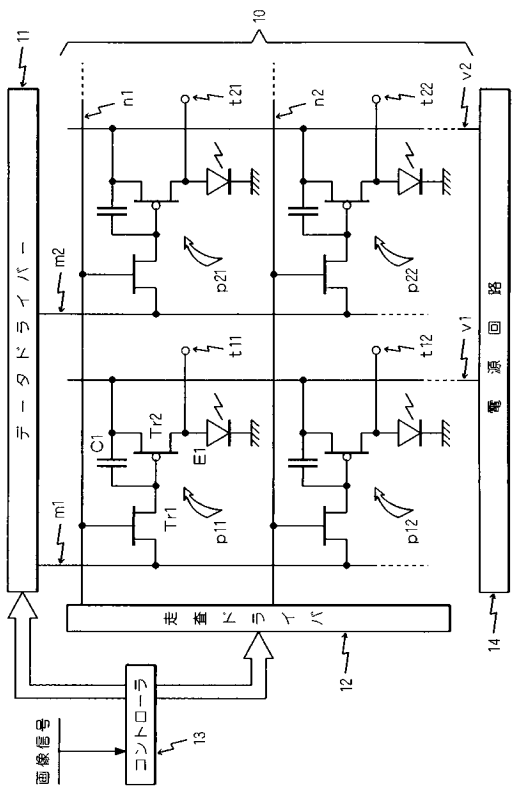 画像信号
コントローラ
13
データドライバー
11
走査ドライバ
12
電源回路
14
10
m1
m2
n1
n2
v1
v2
C1
Tr1
Tr2
E1
p11
t11
p21
t21
p12
t12
p22
t22